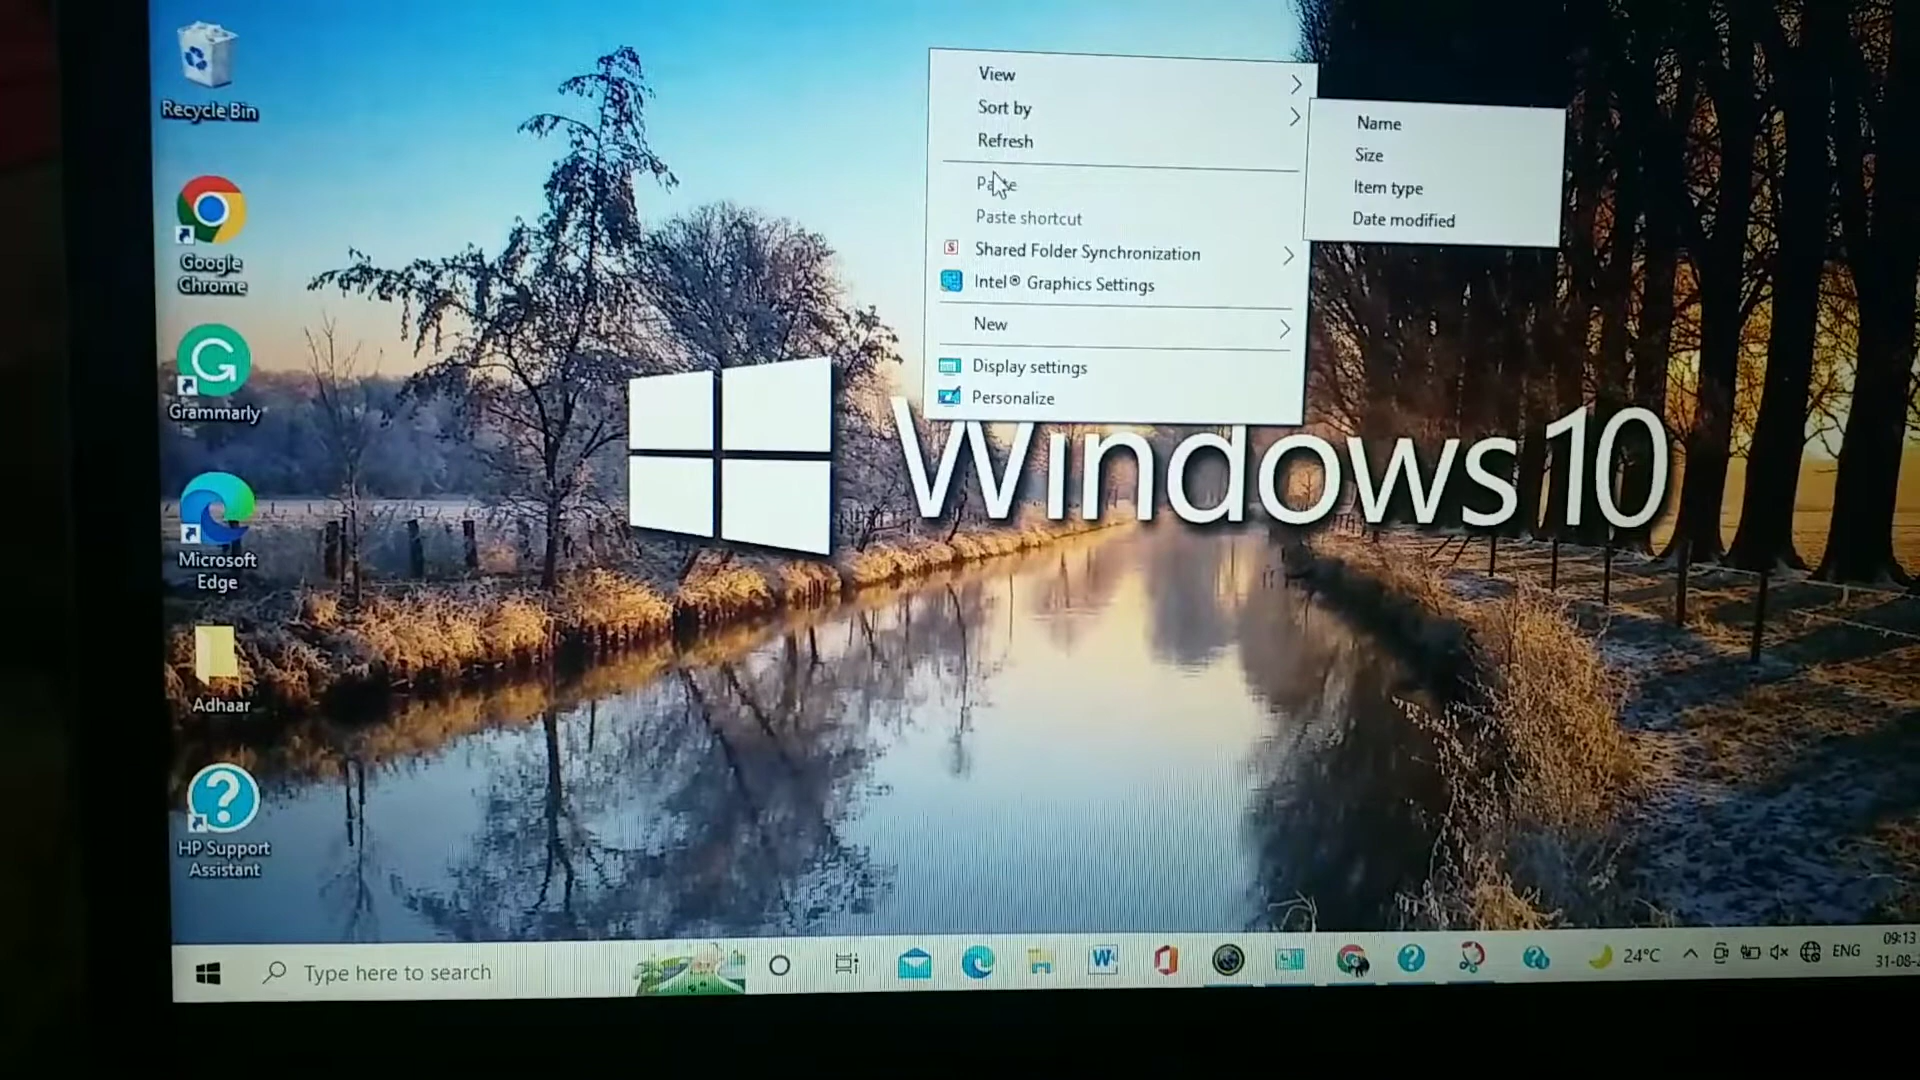 Recycle Bin
Google
Chrome
Grammarly
Microsoft
Edge
Adhaar
HP Support
Assistant
View
Sort by
Refresh
Paste shortcut
Shared Folder Synchronization
Intel® Graphics Settings
New
Display settings
Personalize
Name
Size
Item type
Date modified
Windows 10
Type here to search
24°C
ENG
09:13